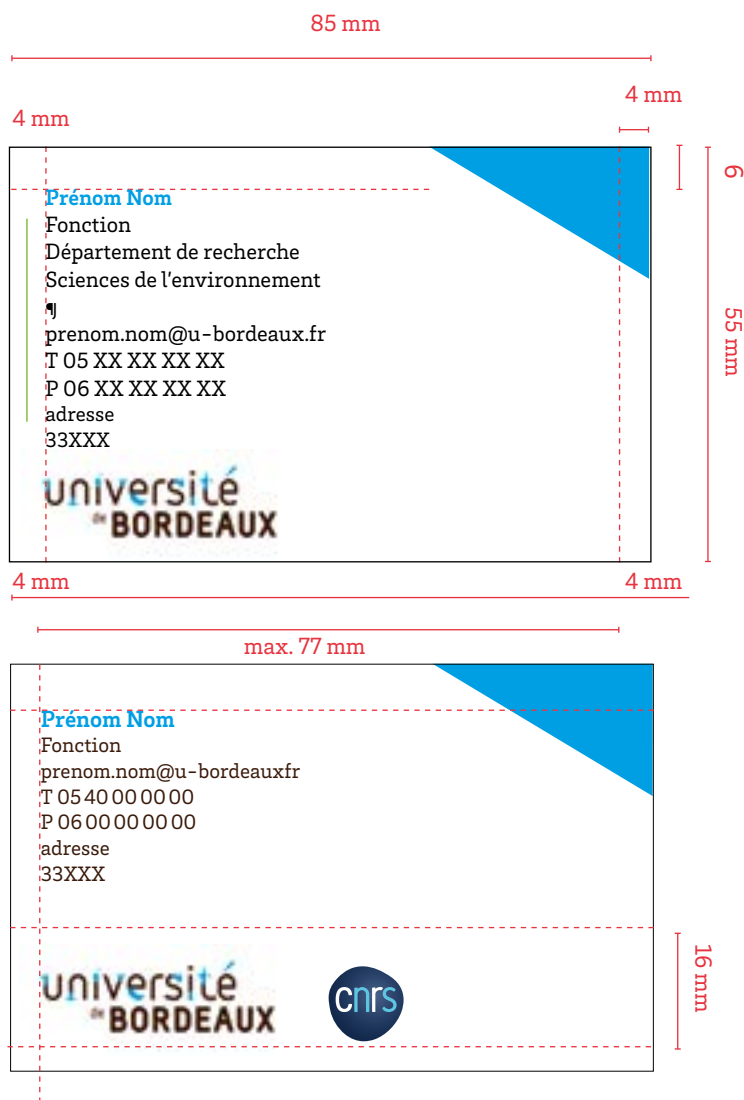 85 mm
4 mm
4 mm
6
Prénom Nom
Fonction
Département de recherche
Sciences de l'environnement
¶
prenom.nom@u-bordeaux.fr
T 05 XX XX XX XX
P 06 XX XX XX XX
adresse
33XXX
55 mm
université
de BORDEAUX
4 mm
4 mm
max. 77 mm
Prénom Nom
Fonction
prenom.nom@u-bordeauxfr
T 05 40 00 00 00
P 06 00 00 00 00
adresse
33XXX
16 mm
université
de BORDEAUX
cnrs